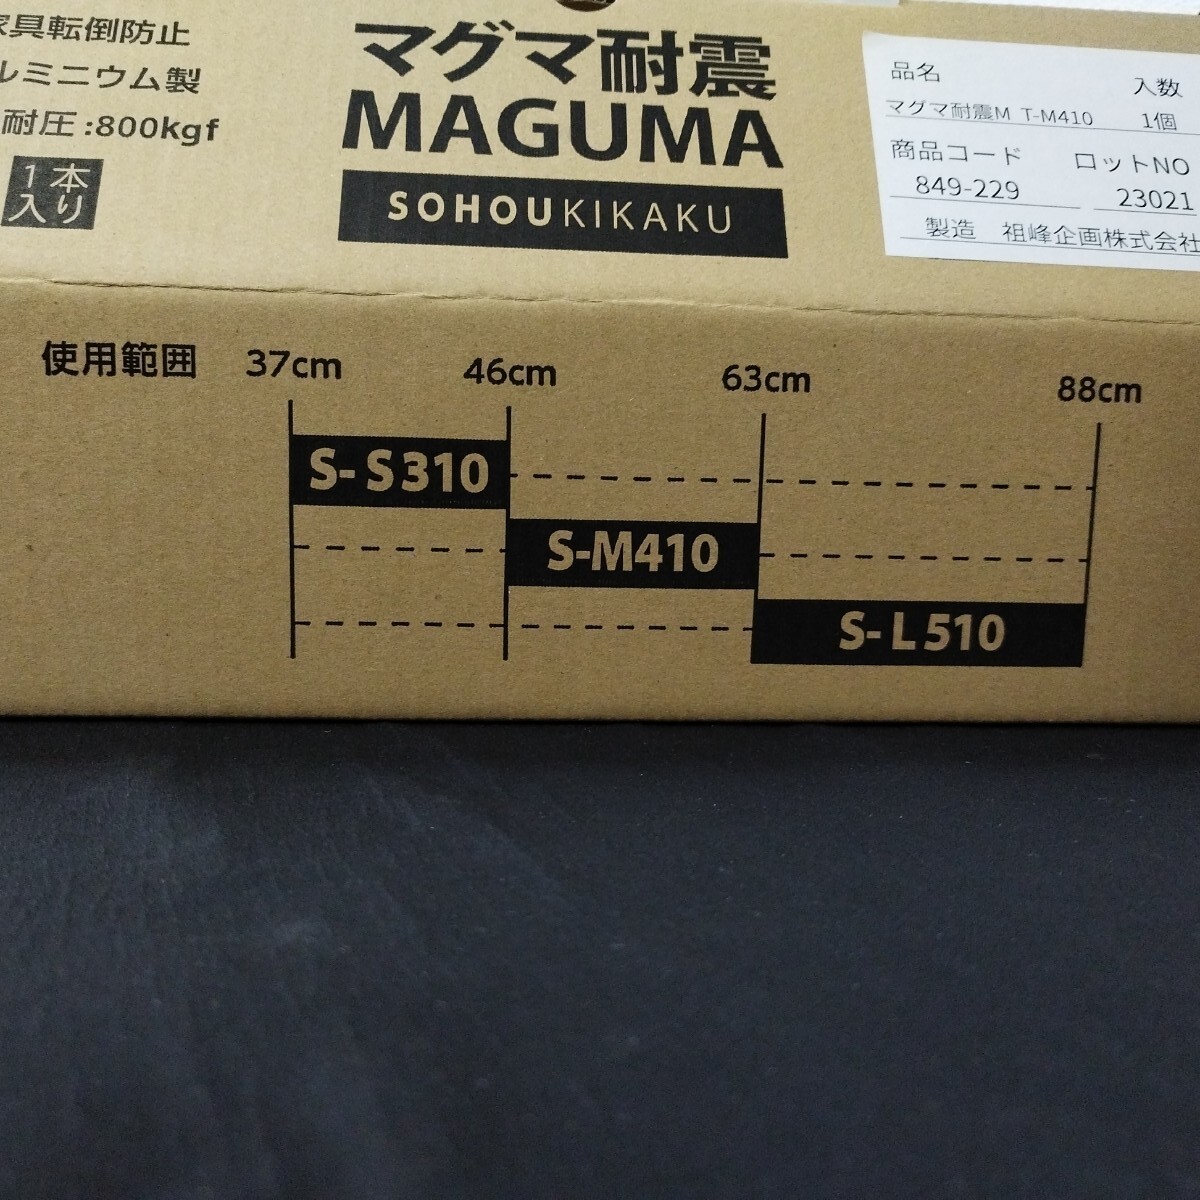 家具転倒防止
ルミニウム製
耐圧:800kgf
1本
入り
マグマ耐震
MAGUMA
SOHOUKIKAKU
品名 入数
マグマ耐震M T-M410 1個
商品コード ロットNO
849-229 23021
製造 祖峰企画株式会社
使用範囲 37cm 46cm 63cm 88cm
S-S310
S-M410
S-L510